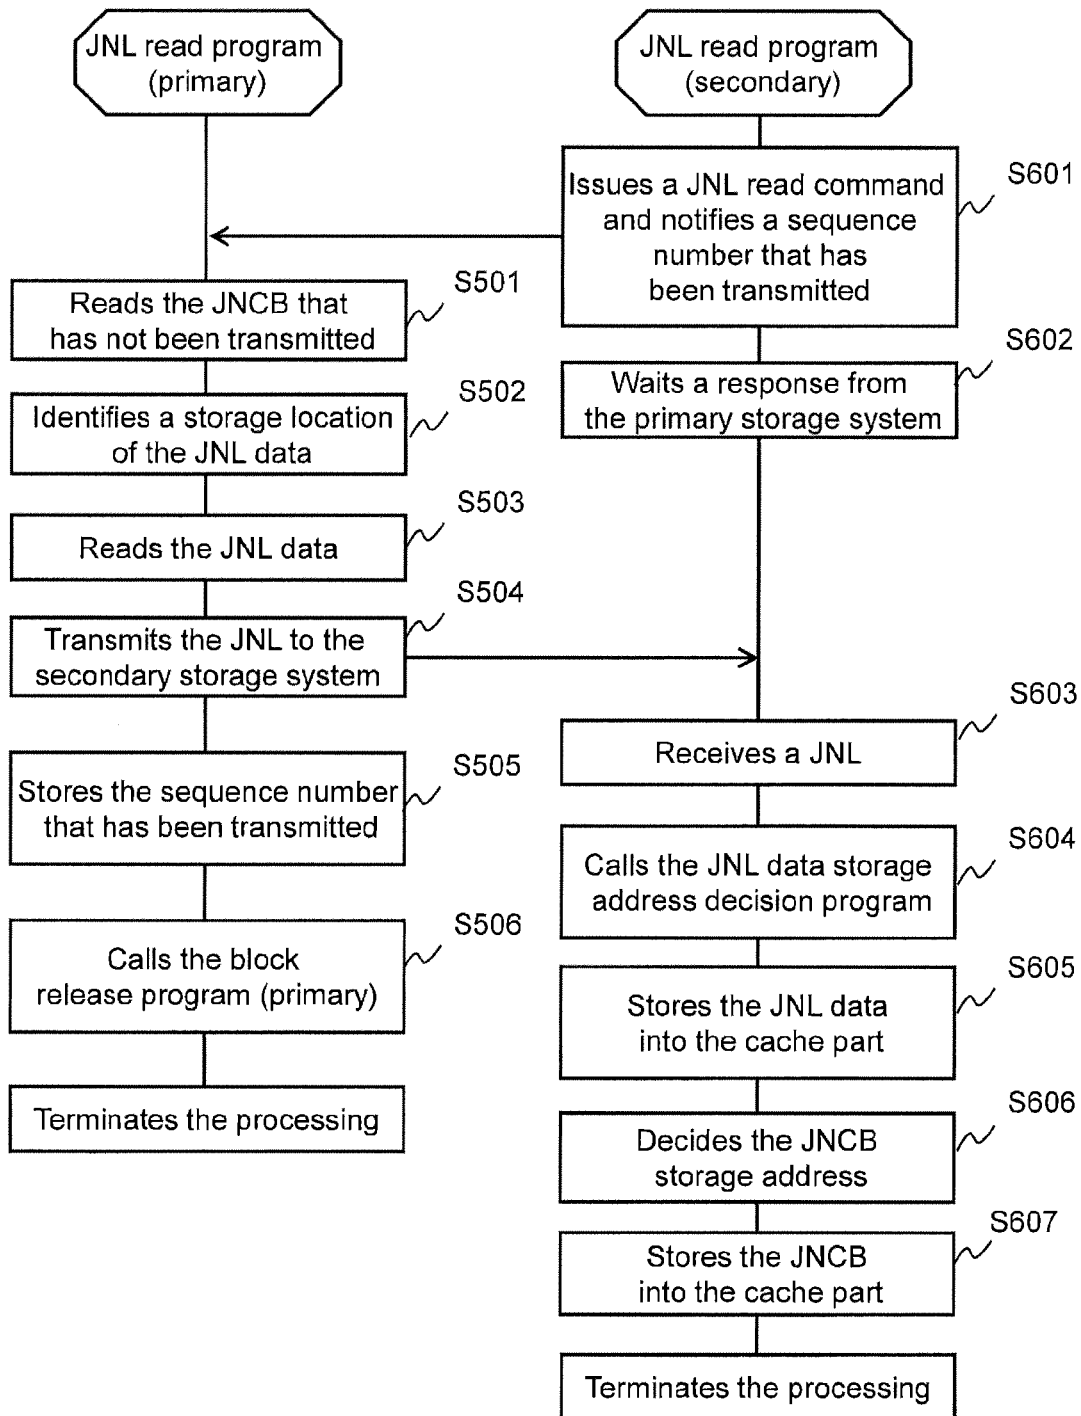 JNL read program
(primary)
JNL read program
(secondary)
S601
Issues a JNL read command
and notifies a sequence
number that has
been transmitted
S501
Reads the JNCB that
has not been transmitted
S602
Waits a response from
the primary storage system
S502
Identifies a storage location
of the JNL data
S503
Reads the JNL data
S504
Transmits the JNL to the
secondary storage system
S603
Receives a JNL
S505
Stores the sequence number
that has been transmitted
S604
Calls the JNL data storage
address decision program
S506
Calls the block
release program (primary)
S605
Stores the JNL data
into the cache part
Terminates the processing
S606
Decides the JNCB
storage address
S607
Stores the JNCB
into the cache part
Terminates the processing